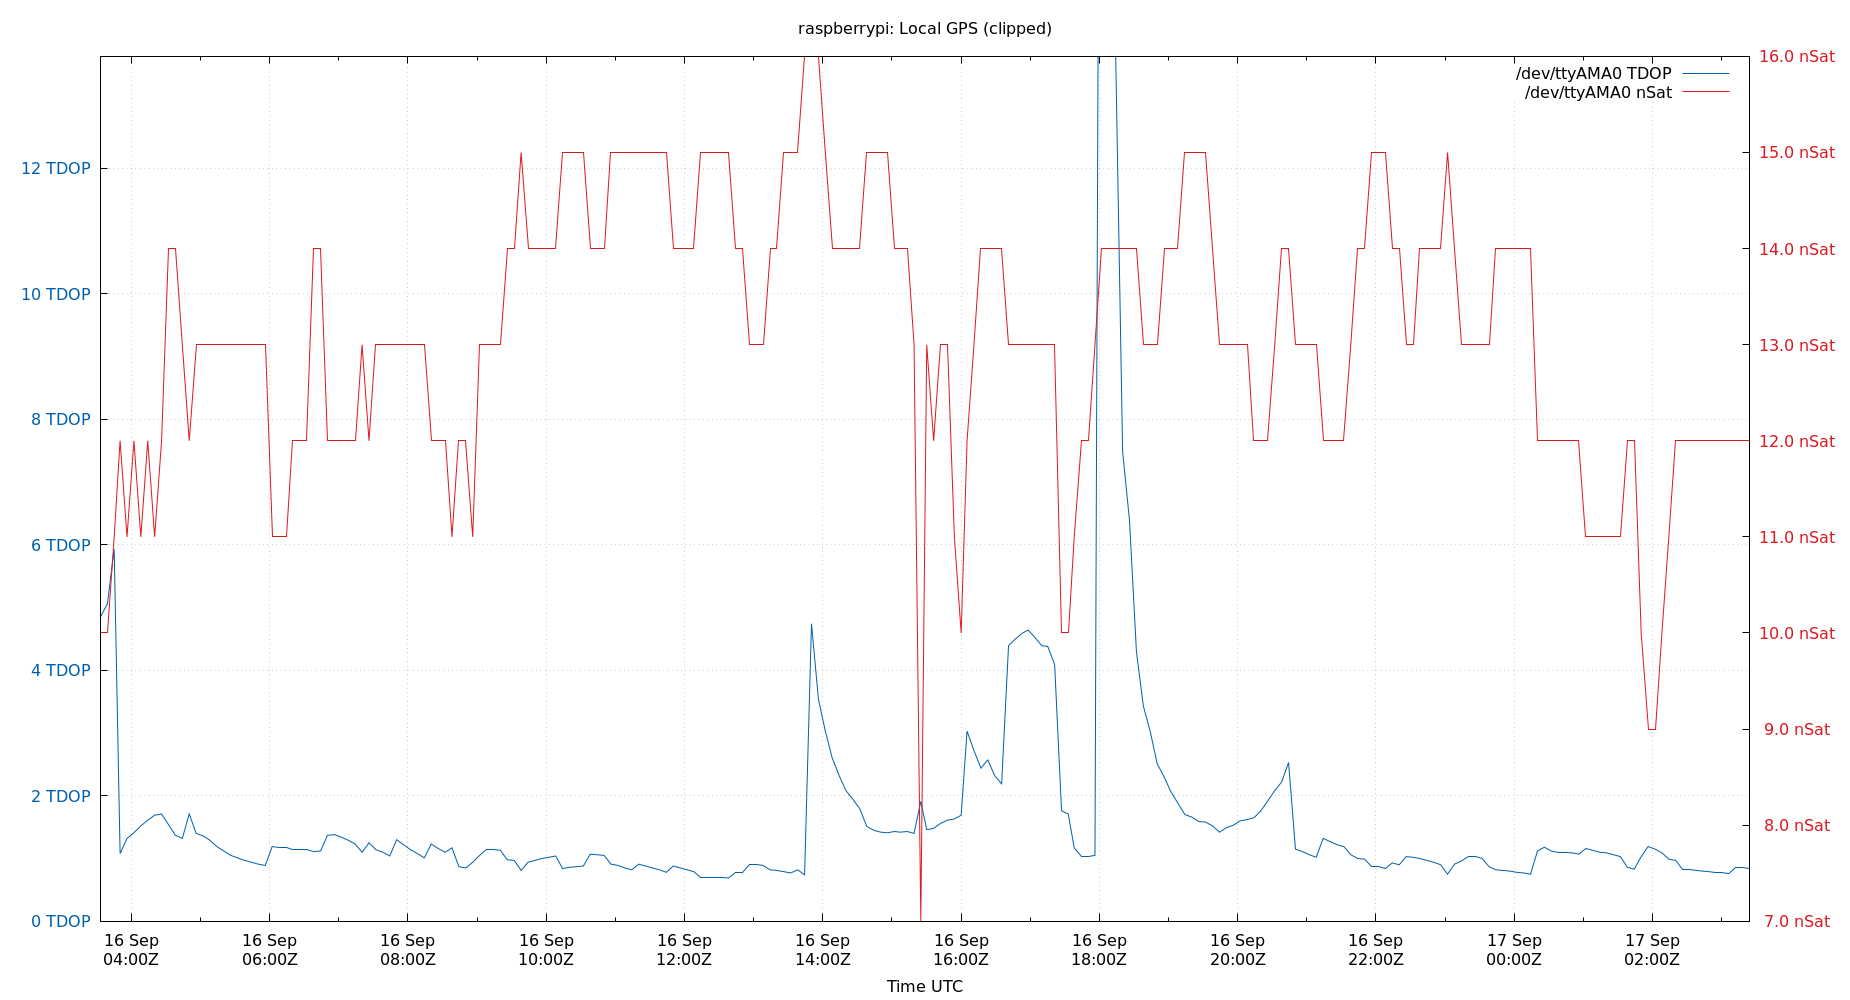 raspberrypi: Local GPS (clipped)
/dev/ttyAMA0 TDOP
/dev/ttyAMA0 nSat
12 TDOP
10 TDOP
8 TDOP
6 TDOP
4 TDOP
2 TDOP
0 TDOP
16.0 nSat
15.0 nSat
14.0 nSat
13.0 nSat
12.0 nSat
11.0 nSat
10.0 nSat
9.0 nSat
8.0 nSat
7.0 nSat
16 Sep 16 Sep 16 Sep 16 Sep 16 Sep 16 Sep 16 Sep 16 Sep 16 Sep 16 Sep 17 Sep 17 Sep
04:00Z 06:00Z 08:00Z 10:00Z 12:00Z 14:00Z 16:00Z 18:00Z 20:00Z 22:00Z 00:00Z 02:00Z
Time UTC